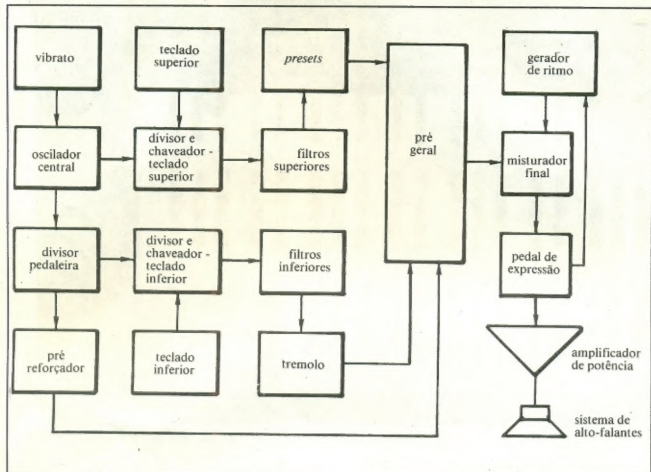 vibrato
teclado
superior
presets
pré
geral
gerador
de ritmo
oscilador
central
divisor e
chaveador -
teclado
superior
filtros
superiores
misturador
final
divisor
pedaleira
divisor e
chaveador -
teclado
inferior
filtros
inferiores
pedal de
expressão
pré
reforçador
teclado
inferior
tremolo
amplificador
de potência
sistema de
alto-falantes